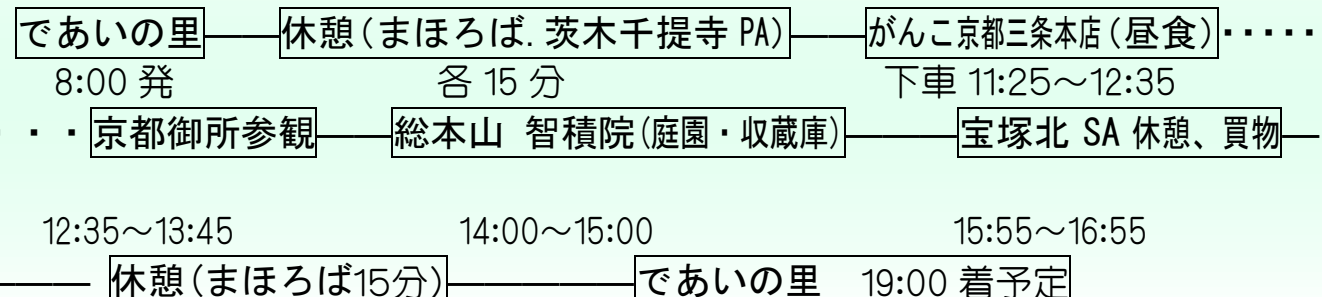 であいの里――休憩(まほろば.茨木千提寺 PA)――がんこ京都三条本店(昼食)・・・・・
8:00 発 各 15 分 下車 11:25～12:35
・・・京都御所参観――総本山 智積院(庭園・収蔵庫)―――宝塚北 SA 休憩、買物―
12:35～13:45 14:00～15:00 15:55～16:55
――― 休憩(まほろば15分)―――――であいの里 19:00 着予定